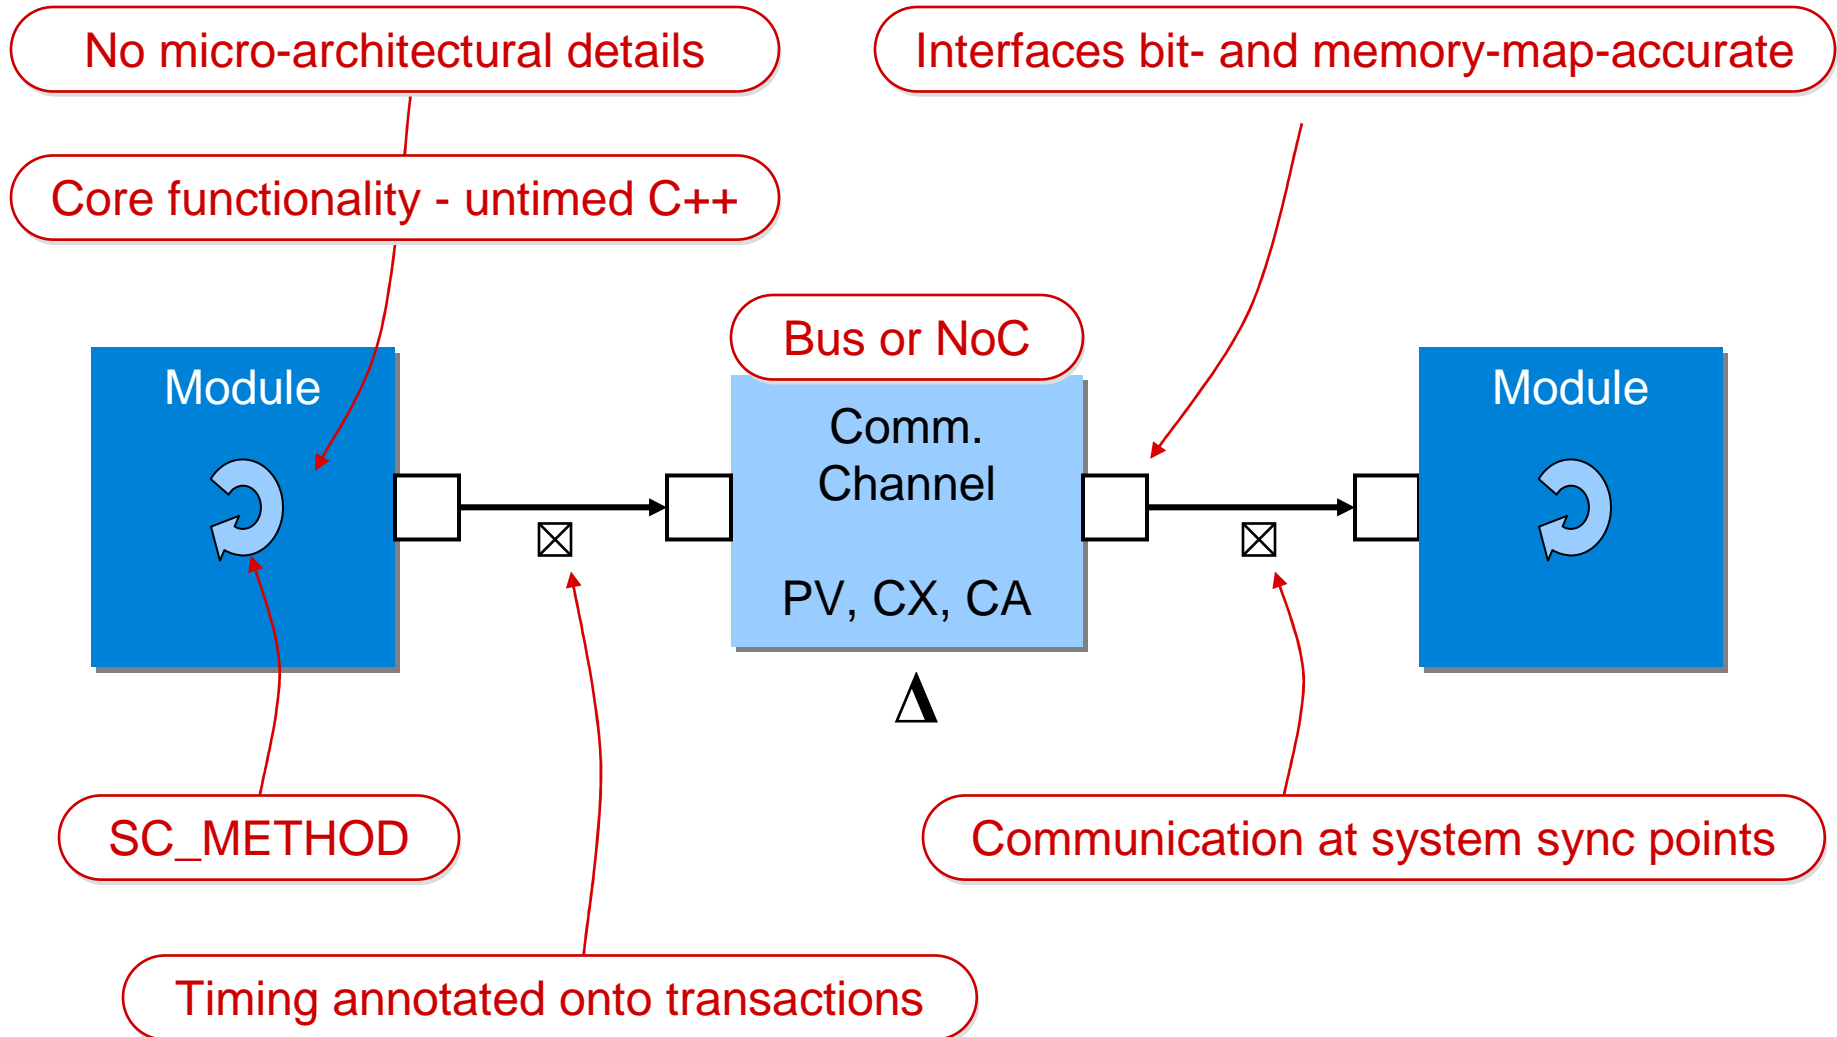 No micro-architectural details
Interfaces bit- and memory-map-accurate
Core functionality - untimed C++
Bus or NoC
Module
Comm.
Channel
PV, CX, CA
Module
SC_METHOD
Communication at system sync points
Timing annotated onto transactions